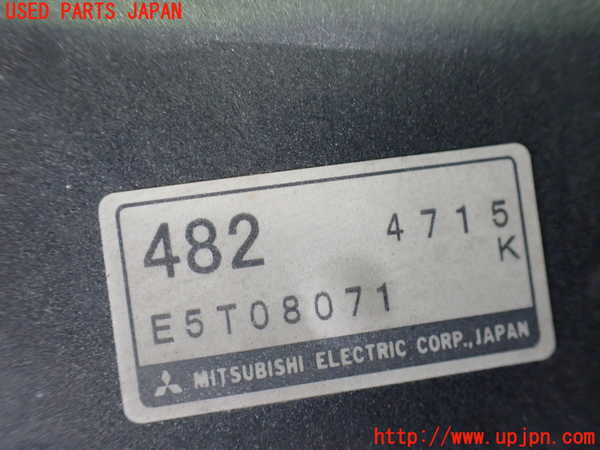 USED PARTS JAPAN
482 4715
K
E5T08071
MITSUBISHI ELECTRIC CORP., JAPAN
http://www.upjpn.com/